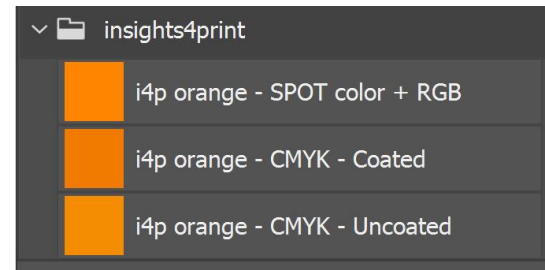 insights4print
i4p orange - SPOT color + RGB
i4p orange - CMYK - Coated
i4p orange - CMYK - Uncoated